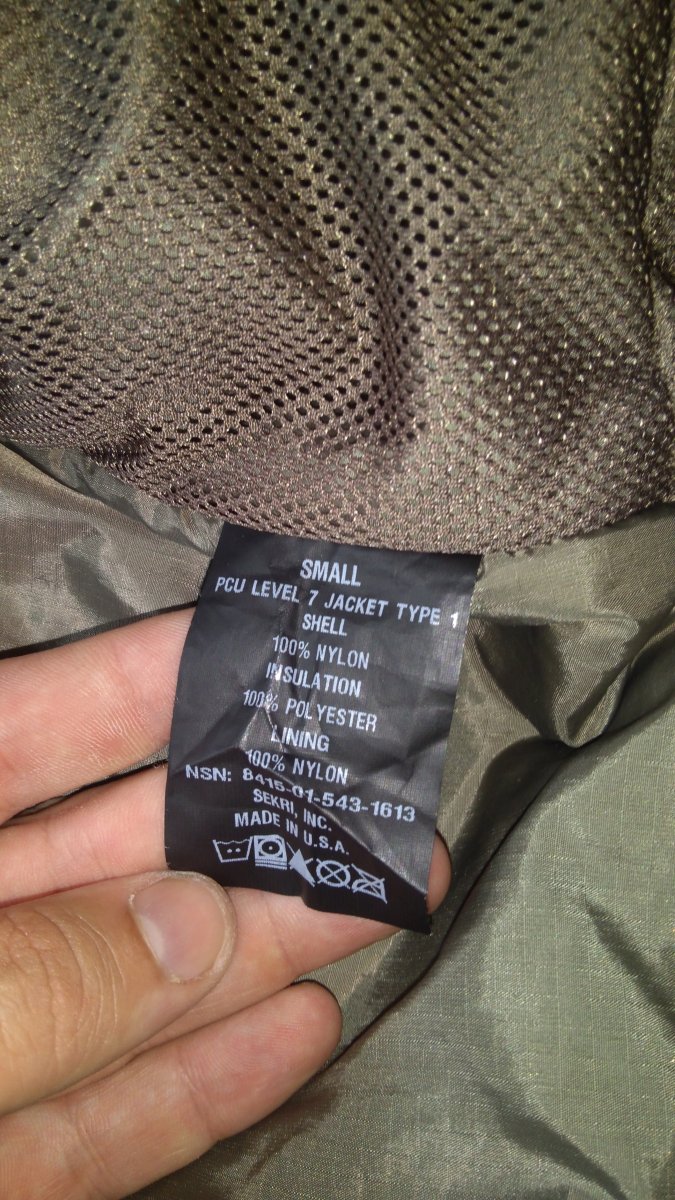 SMALL
PCU LEVEL 7 JACKET TYPE 1
SHELL
100% NYLON
INSULATION
100% POLYESTER
LINING
100% NYLON
NSN: 8415-01-543-1613
SEKRI, INC.
MADE IN U.S.A.